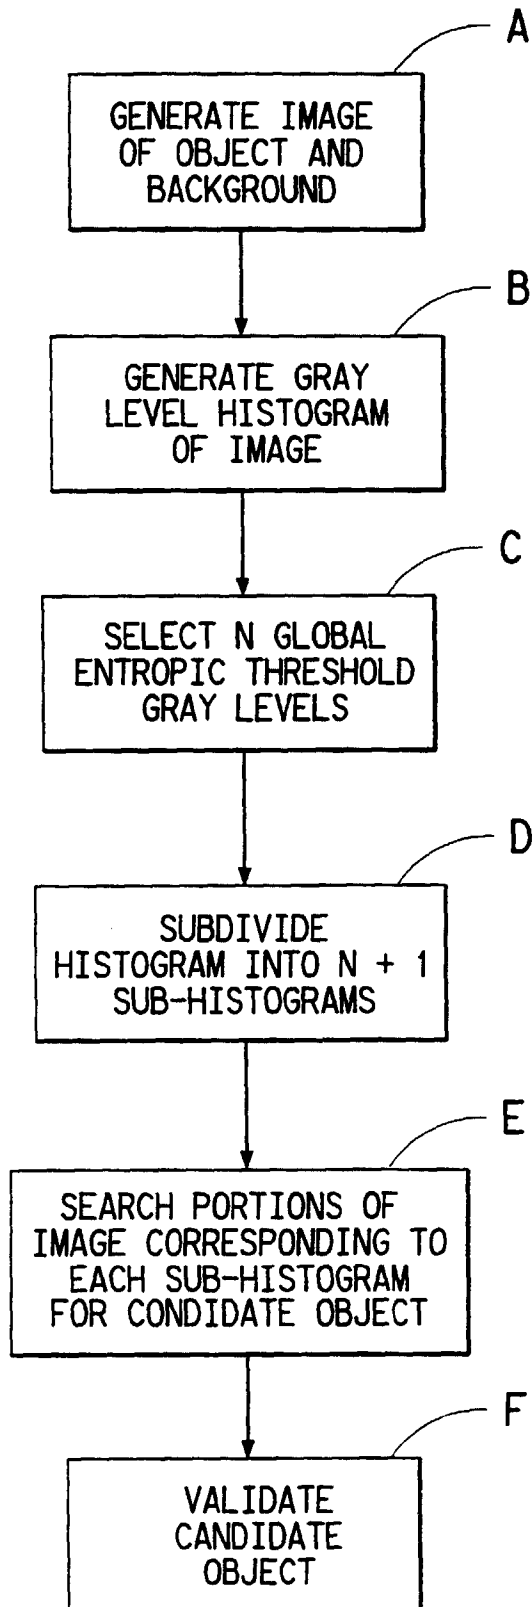 A
GENERATE IMAGE
OF OBJECT AND
BACKGROUND
B
GENERATE GRAY
LEVEL HISTOGRAM
OF IMAGE
C
SELECT N GLOBAL
ENTROPIC THRESHOLD
GRAY LEVELS
D
SUBDIVIDE
HISTOGRAM INTO N + 1
SUB-HISTOGRAMS
E
SEARCH PORTIONS OF
IMAGE CORRESPONDING TO
EACH SUB-HISTOGRAM
FOR CONDIDATE OBJECT
F
VALIDATE
CANDIDATE
OBJECT